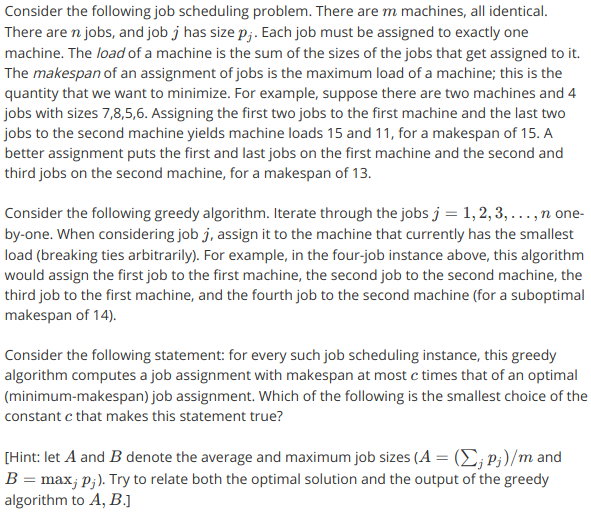 Consider the following job scheduling problem. There are m machines, all identical.
There are n jobs, and job j has size p_j. Each job must be assigned to exactly one
machine. The load of a machine is the sum of the sizes of the jobs that get assigned to it.
The makespan of an assignment of jobs is the maximum load of a machine; this is the
quantity that we want to minimize. For example, suppose there are two machines and 4
jobs with sizes 7,8,5,6. Assigning the first two jobs to the first machine and the last two
jobs to the second machine yields machine loads 15 and 11, for a makespan of 15. A
better assignment puts the first and last jobs on the first machine and the second and
third jobs on the second machine, for a makespan of 13.
Consider the following greedy algorithm. Iterate through the jobs j = 1, 2, 3, . . . , n one-
by-one. When considering job j, assign it to the machine that currently has the smallest
load (breaking ties arbitrarily). For example, in the four-job instance above, this algorithm
would assign the first job to the first machine, the second job to the second machine, the
third job to the first machine, and the fourth job to the second machine (for a suboptimal
makespan of 14).
Consider the following statement: for every such job scheduling instance, this greedy
algorithm computes a job assignment with makespan at most c times that of an optimal
(minimum-makespan) job assignment. Which of the following is the smallest choice of the
constant c that makes this statement true?
[Hint: let A and B denote the average and maximum job sizes (A = (∑_j p_j)/m and
B = max_j p_j). Try to relate both the optimal solution and the output of the greedy
algorithm to A, B.]